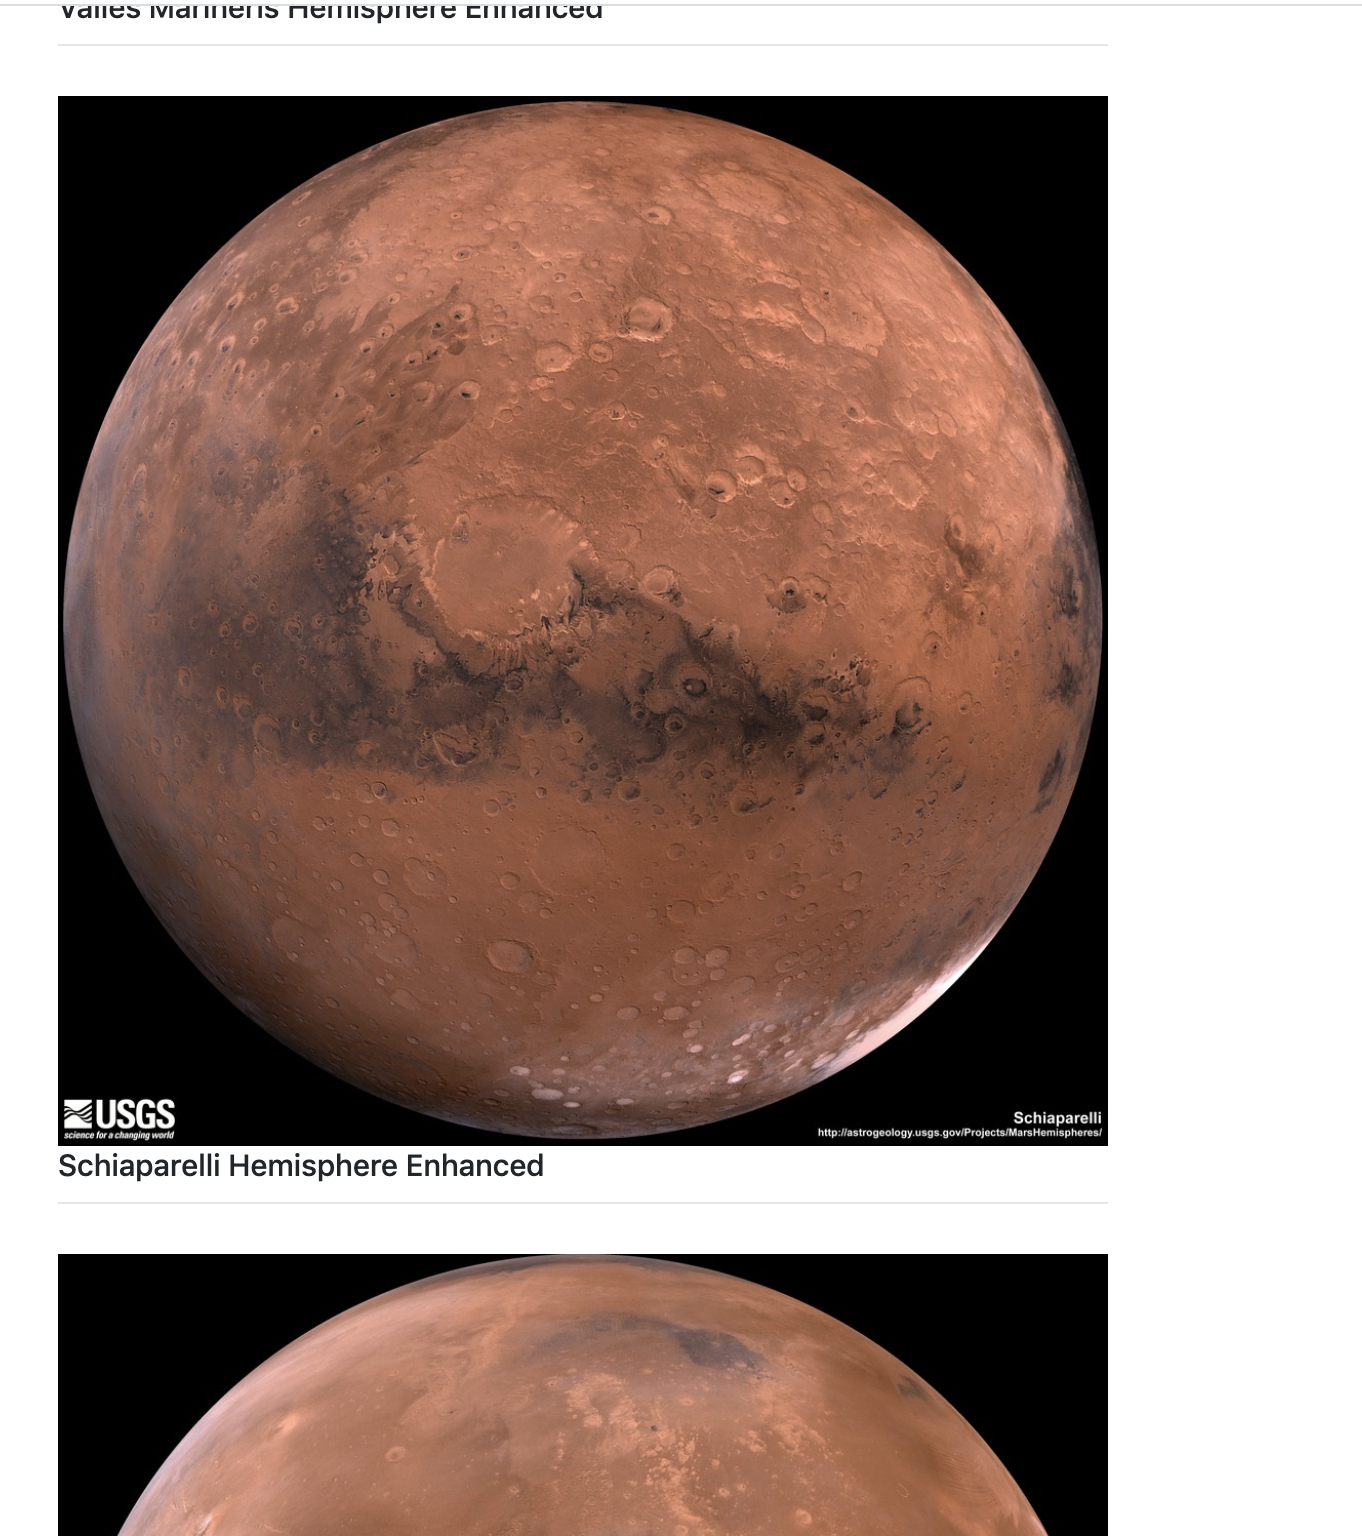 Valles Marineris Hemisphere Enhanced
USGS
science for a changing world
Schiaparelli
http://astrogeology.usgs.gov/Projects/MarsHemispheres/
Schiaparelli Hemisphere Enhanced